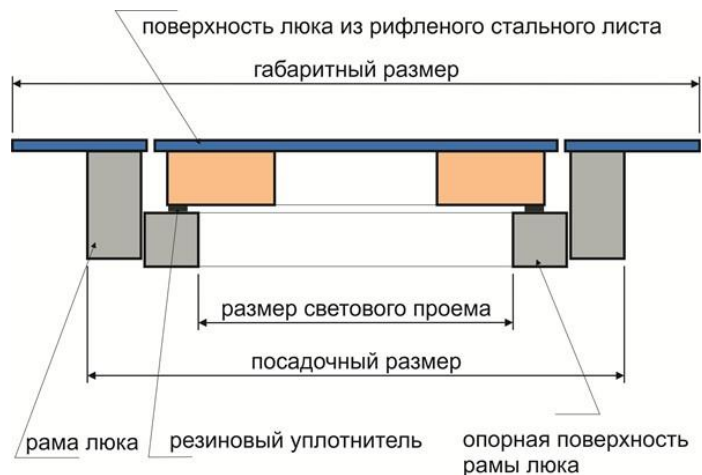 поверхность люка из рифленого стального листа
габаритный размер
размер светового проема
посадочный размер
рама люка
резиновый уплотнитель
опорная поверхность
рамы люка